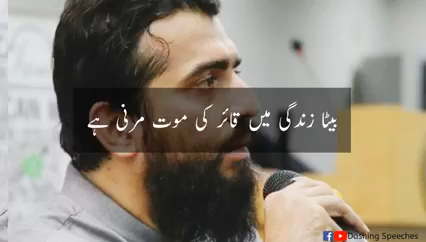 بیٹا زندگی میں قائر کی موت مرنی ہے
Dashing Speeches